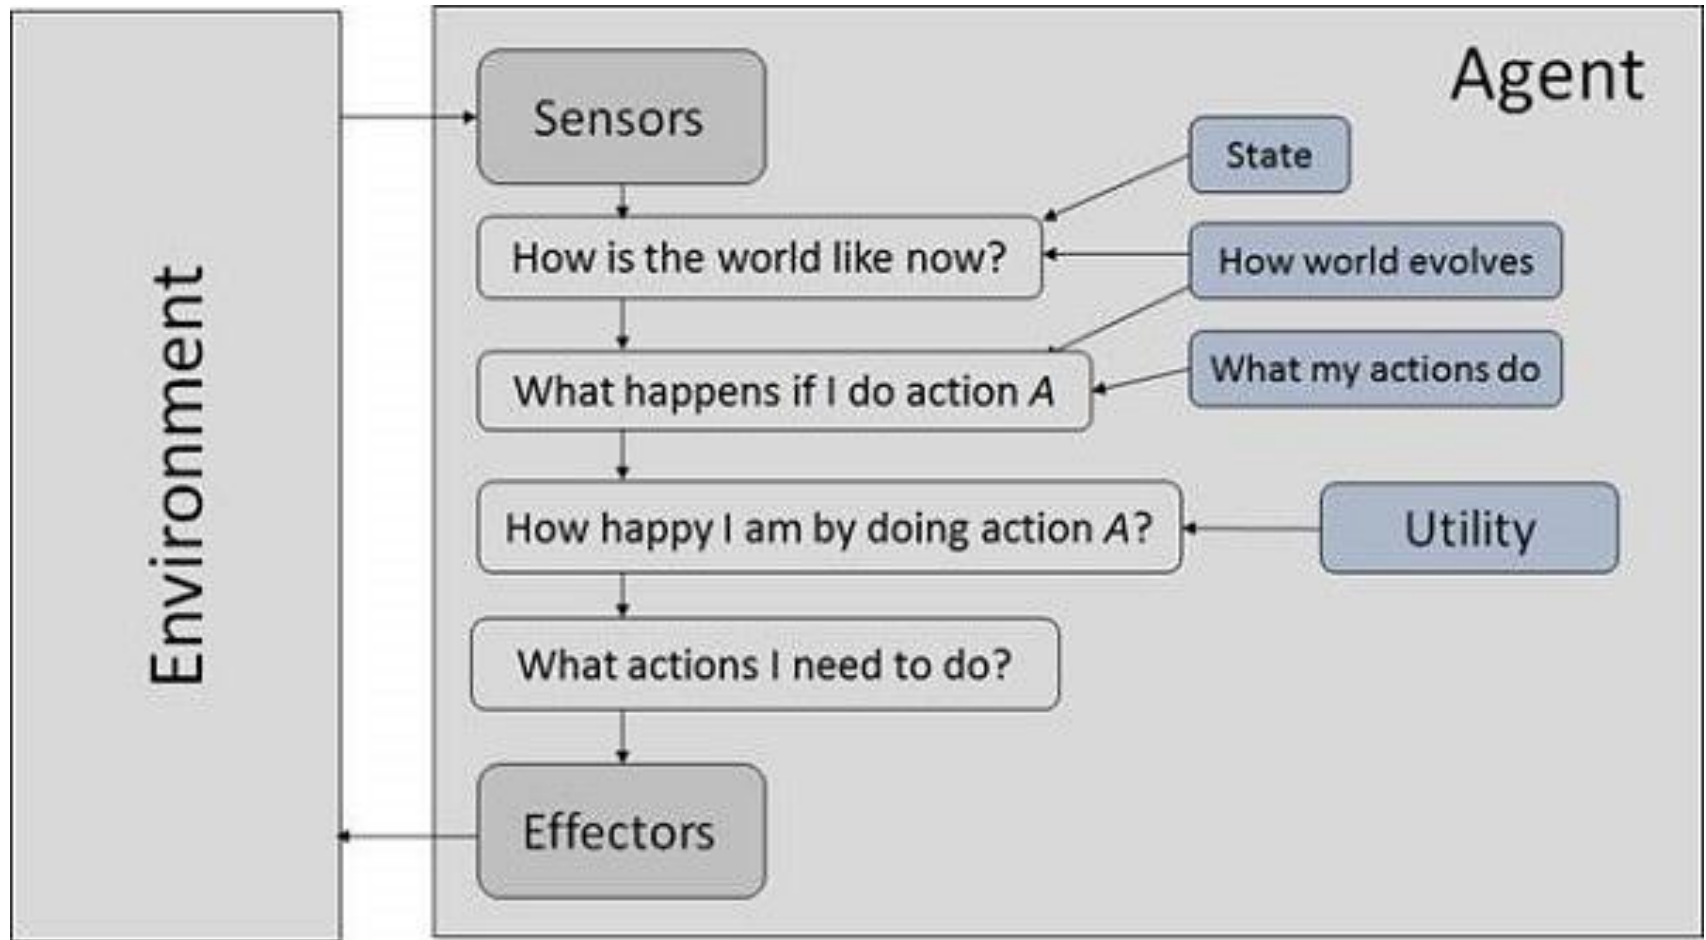 Environment
Agent
Sensors
State
How is the world like now?
How world evolves
What happens if I do action A
What my actions do
How happy I am by doing action A?
Utility
What actions I need to do?
Effectors